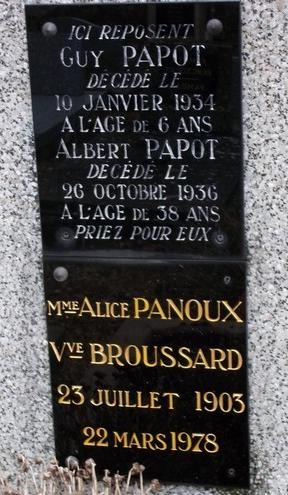 ICI REPOSENT
GUY PAPOT
DÉCÉDÉ LE
10 JANVIER 1934
A L'AGE DE 6 ANS
ALBERT PAPOT
DÉCÉDÉ LE
26 OCTOBRE 1936
A L'AGE DE 38 ANS
PRIEZ POUR EUX
MME ALICE PANOUX
VVE BROUSSARD
23 JUILLET 1903
22 MARS 1978